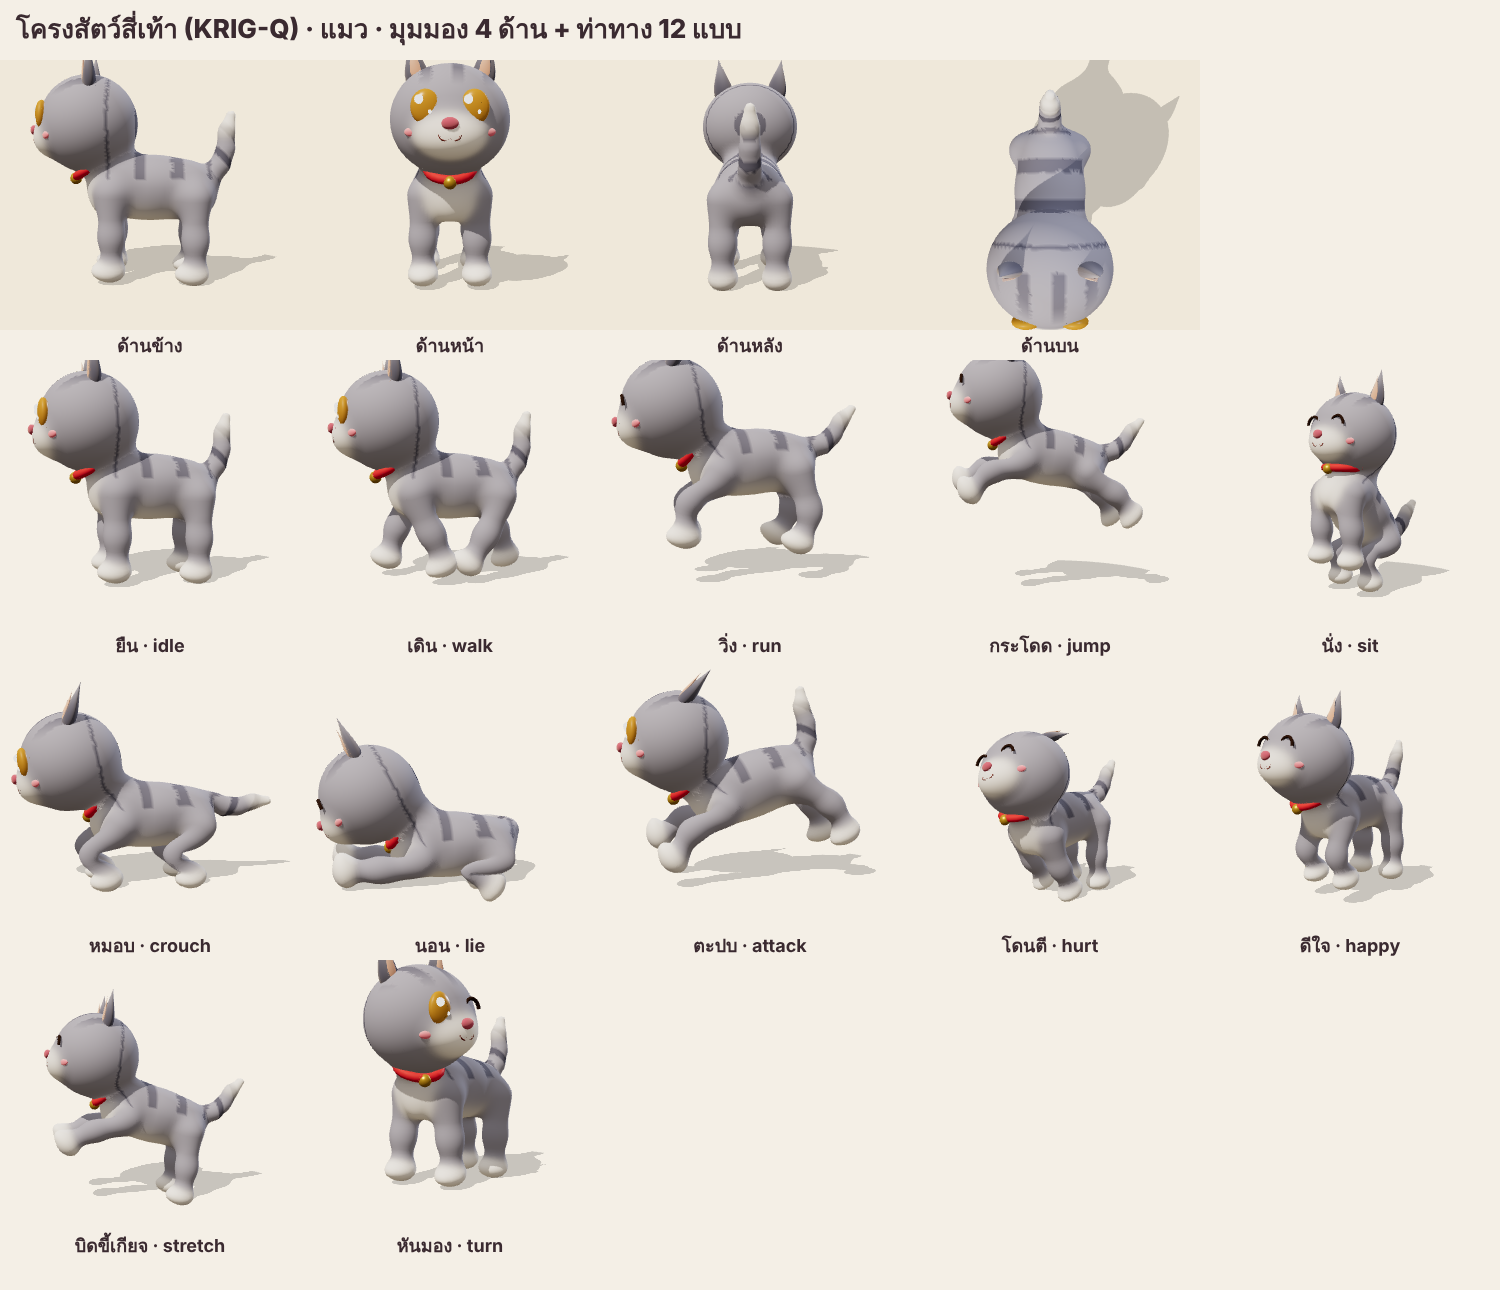 โครงสัตว์สี่เท้า (KRIG-Q) · แมว · มุมมอง 4 ด้าน + ท่าทาง 12 แบบ
ด้านข้าง
ด้านหน้า
ด้านหลัง
ด้านบน
ยืน · idle
เดิน · walk
วิ่ง · run
กระโดด · jump
นั่ง · sit
หมอบ · crouch
นอน · lie
ตะปบ · attack
โดนตี · hurt
ดีใจ · happy
บิดขี้เกียจ · stretch
หันมอง · turn